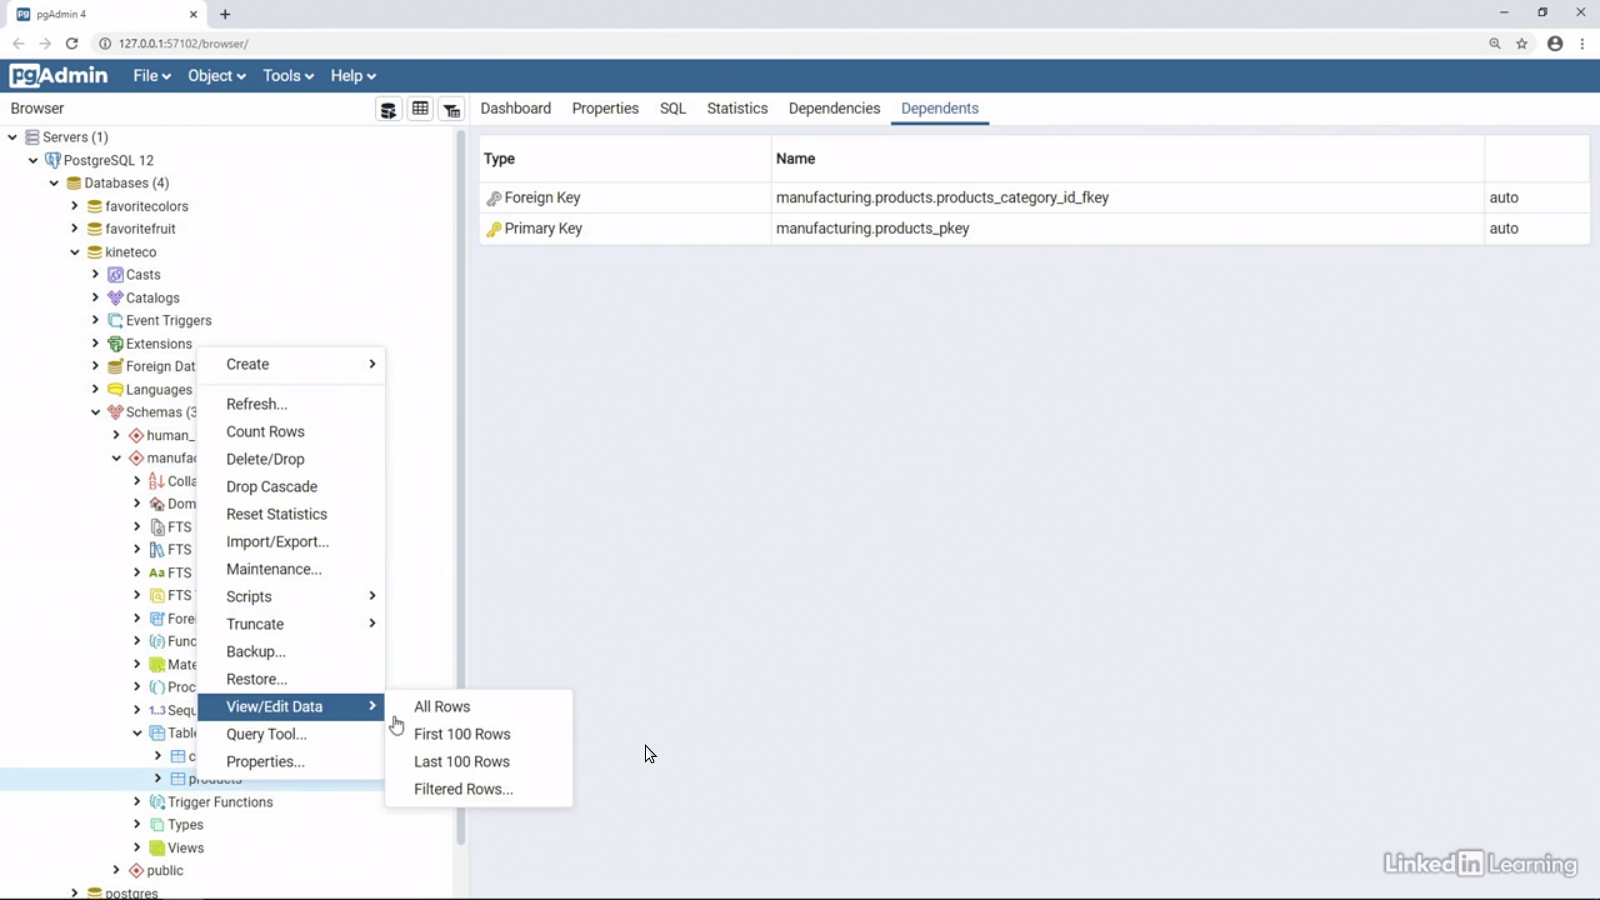 pgAdmin 4
127.0.0.1:57102/browser/
pgAdmin File Object Tools Help
Browser
Dashboard Properties SQL Statistics Dependencies Dependents
Servers (1)
PostgreSQL 12
Databases (4)
favoritecolors
favoritefruit
kineteco
Casts
Catalogs
Event Triggers
Extensions
Foreign Dat
Languages
Schemas (3
human_
manufac
Colla
Dom
FTS
FTS
Aa FTS
FTS
Fore
Func
Mate
Proc
1..3 Sequ
Table
c
products
Trigger Functions
Types
Views
public
postgres
Create
Refresh...
Count Rows
Delete/Drop
Drop Cascade
Reset Statistics
Import/Export...
Maintenance...
Scripts
Truncate
Backup...
Restore...
View/Edit Data
Query Tool...
Properties...
All Rows
First 100 Rows
Last 100 Rows
Filtered Rows...
Type Name
Foreign Key manufacturing.products.products_category_id_fkey auto
Primary Key manufacturing.products_pkey auto
LinkedIn Learning